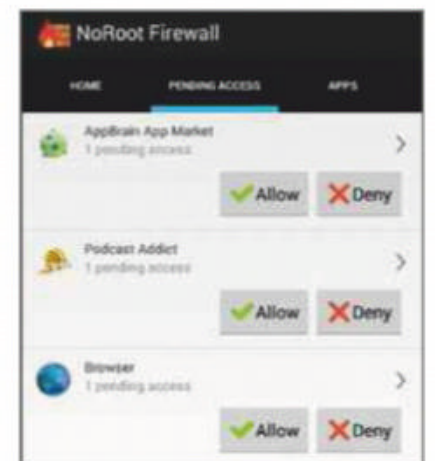 NoRoot Firewall
HOME PENDING ACCESS APPS
AppBrain App Market
1 pending access
Allow Deny
Podcast Addict
1 pending access
Allow Deny
Browser
1 pending access
Allow Deny